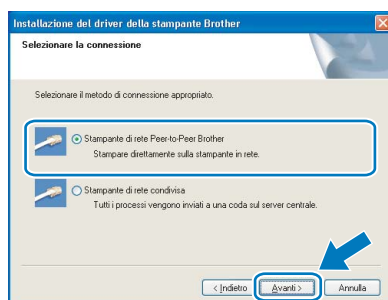 Installazione del driver della stampante Brother
Selezionare la connessione
Selezionare il metodo di connessione appropriato.
Stampante di rete Peer-to-Peer Brother
Stampare direttamente sulla stampante in rete.
Stampante di rete condivisa
Tutti i processi vengono inviati a una coda sul server centrale.
< Indietro Avanti > Annulla